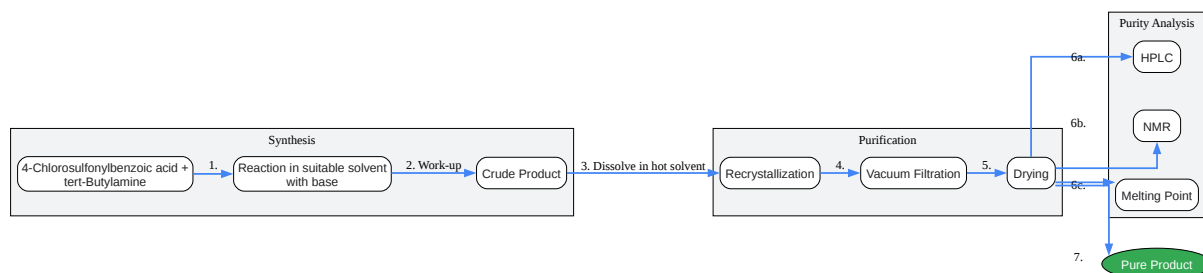 Synthesis
4-Chlorosulfonylbenzoic acid +
tert-Butylamine
1.
Reaction in suitable solvent
with base
2. Work-up
Crude Product
3. Dissolve in hot solvent
Purification
Recrystallization
4.
Vacuum Filtration
5.
Drying
6a.
6b.
6c.
7.
Purity Analysis
HPLC
NMR
Melting Point
Pure Product